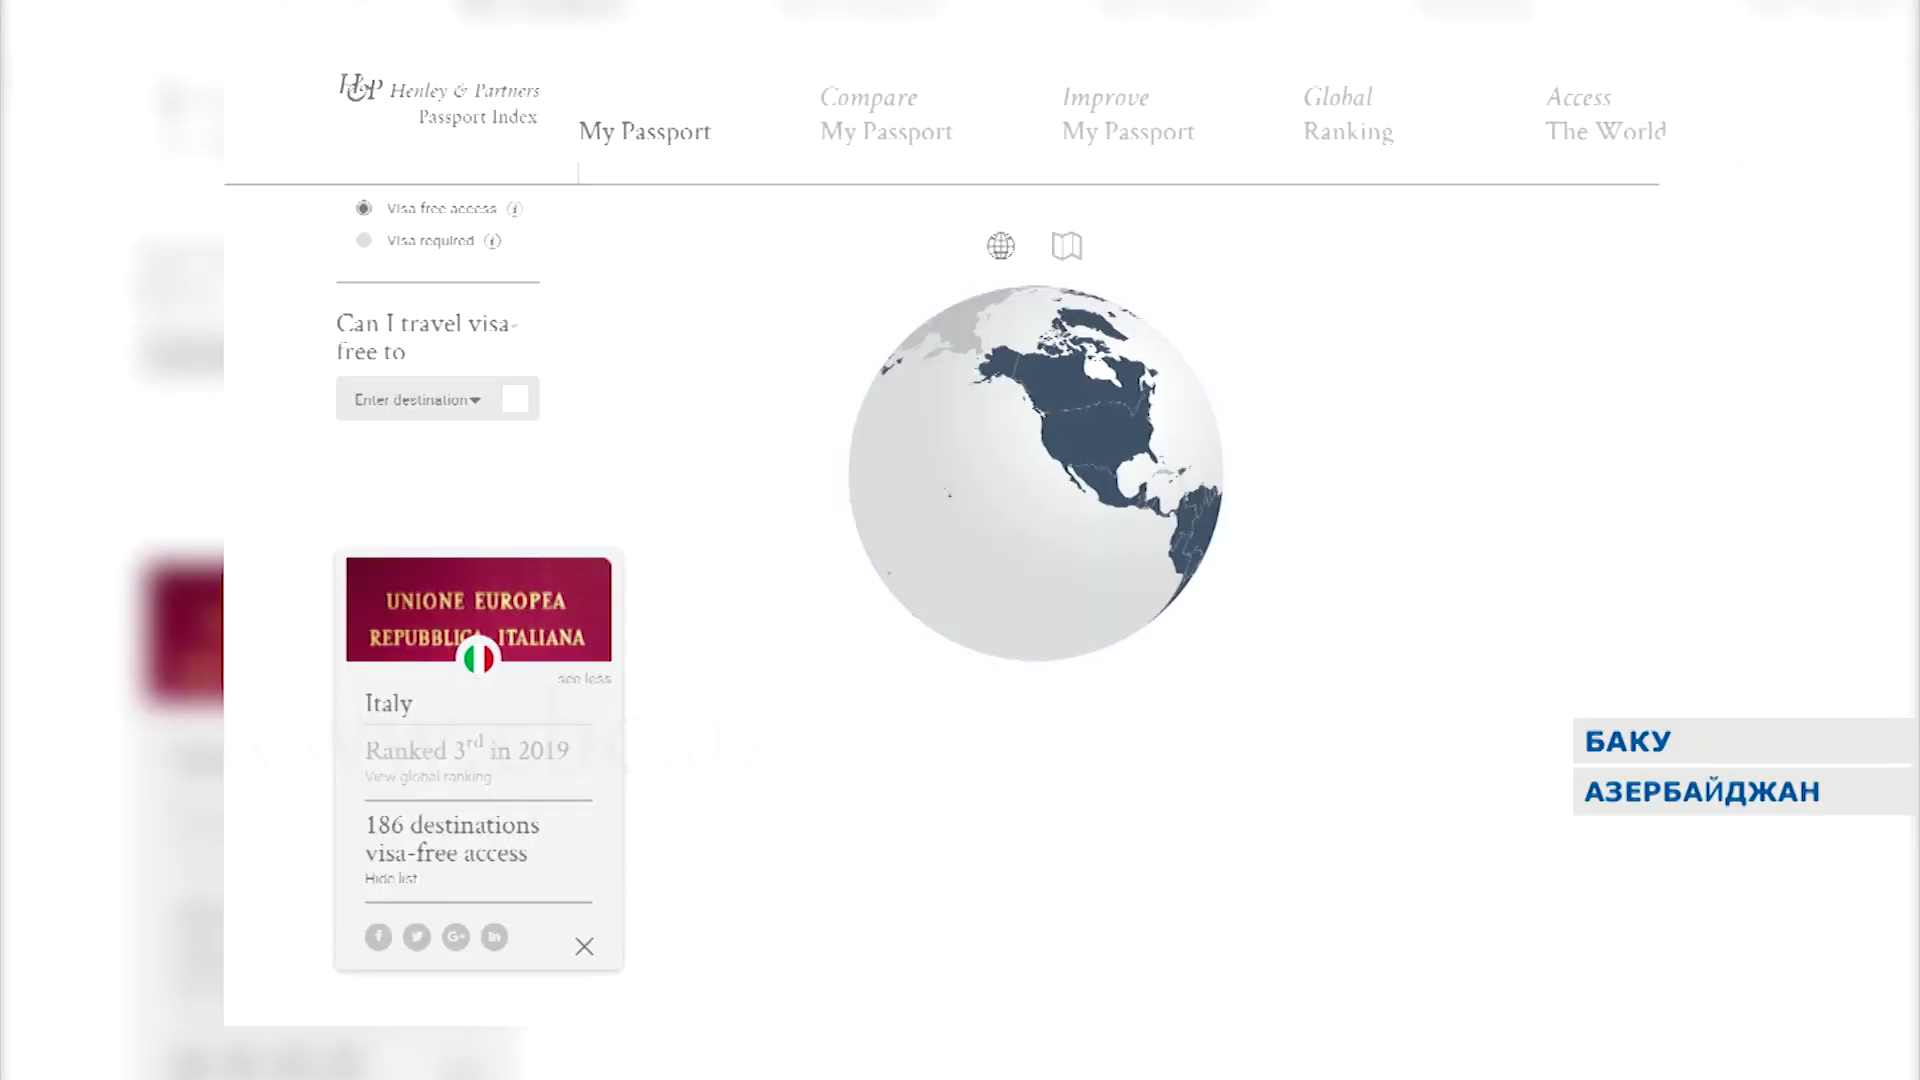 HP Henley & Partners
Passport Index
My Passport
Compare
My Passport
Improve
My Passport
Global
Ranking
Access
The World
Visa free access
Visa required
Can I travel visa-
free to
Enter destination
UNIONE EUROPEA
REPUBBLICA ITALIANA
see less
Italy
Ranked 3rd in 2019
View global ranking
186 destinations
visa-free access
Hide list
БАКУ
АЗЕРБАЙДЖАН